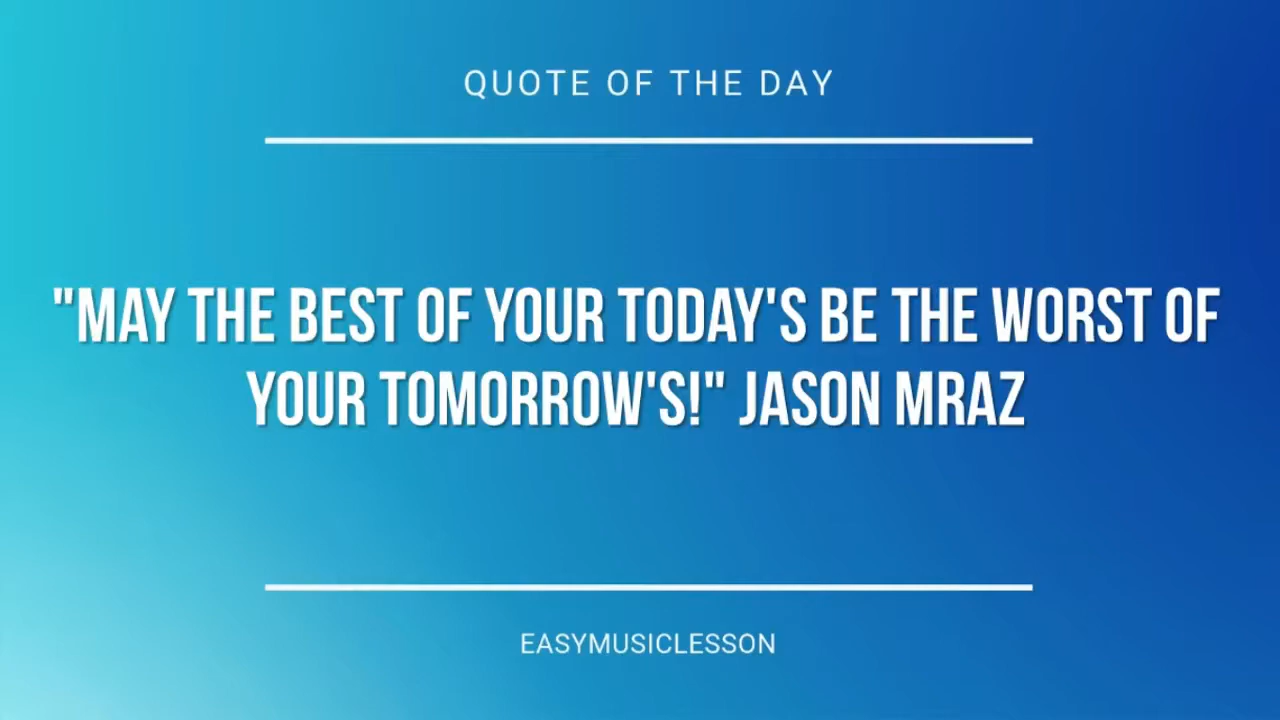 QUOTE OF THE DAY
"MAY THE BEST OF YOUR TODAY'S BE THE WORST OF
YOUR TOMORROW'S!" JASON MRAZ
EASYMUSICLESSON